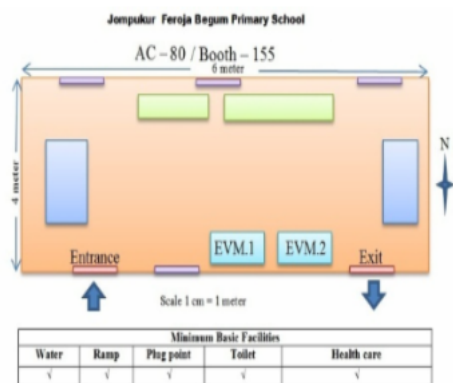 Jompukur Feroja Begum Primary School
AC – 80 / Booth – 155
6 meter
4 meter
N
EVM.1 EVM.2
Entrance Exit
Scale 1 cm = 1 meter
Minimum Basic Facilities
Water Ramp Plug point Toilet Health care
√ √ √ √ √